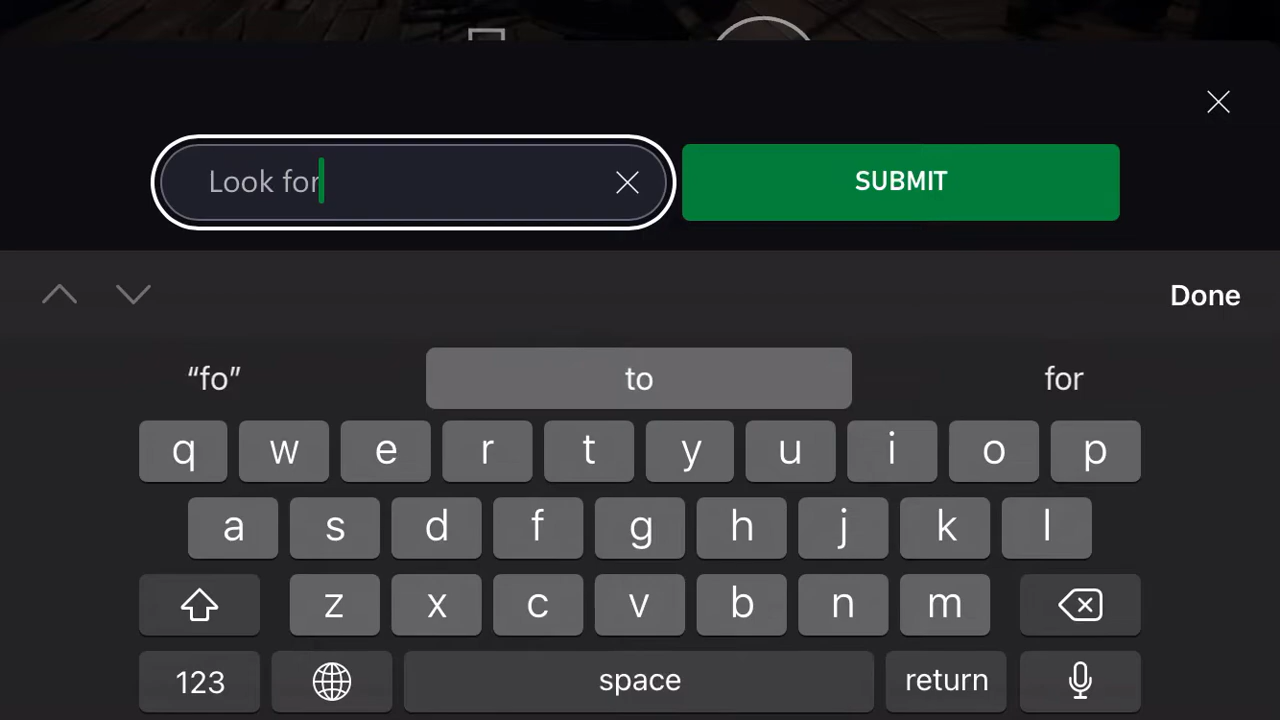 Look for
SUBMIT
Done
“fo” to for
q w e r t y u i o p
a s d f g h j k l
z x c v b n m
123 space return